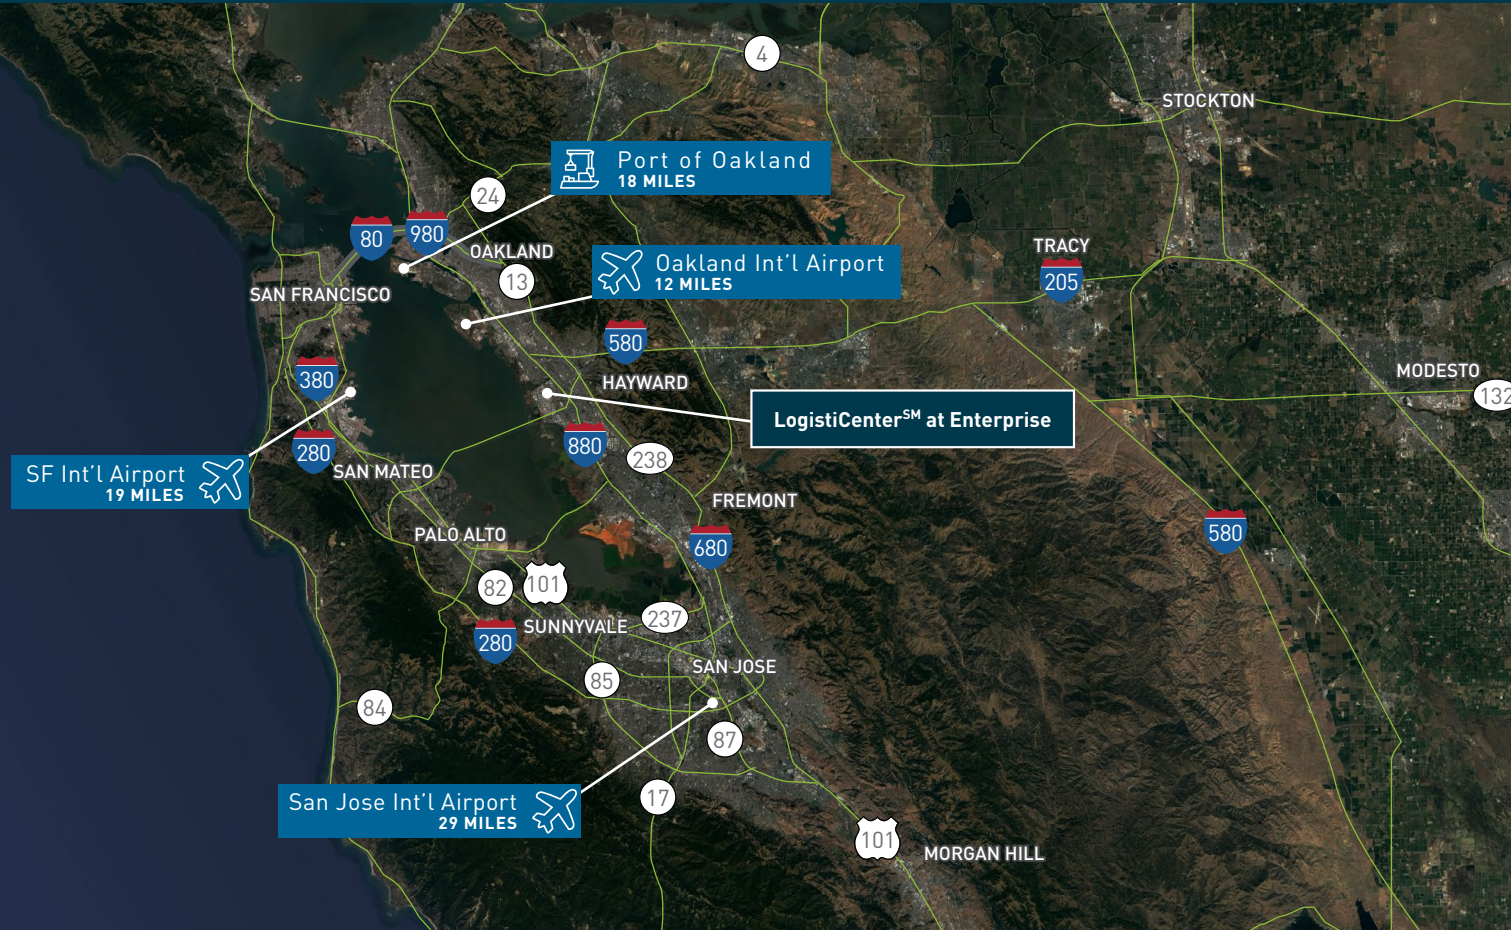 4
STOCKTON
Port of Oakland
18 MILES
24
80
980
OAKLAND
TRACY
Oakland Int'l Airport
12 MILES
13
205
SAN FRANCISCO
580
380
HAYWARD
MODESTO
132
LogistiCenter℠ at Enterprise
280
880
238
SF Int'l Airport
19 MILES
SAN MATEO
FREMONT
PALO ALTO
680
580
82
101
237
SUNNYVALE
280
SAN JOSE
85
84
87
San Jose Int'l Airport
29 MILES
17
101
MORGAN HILL